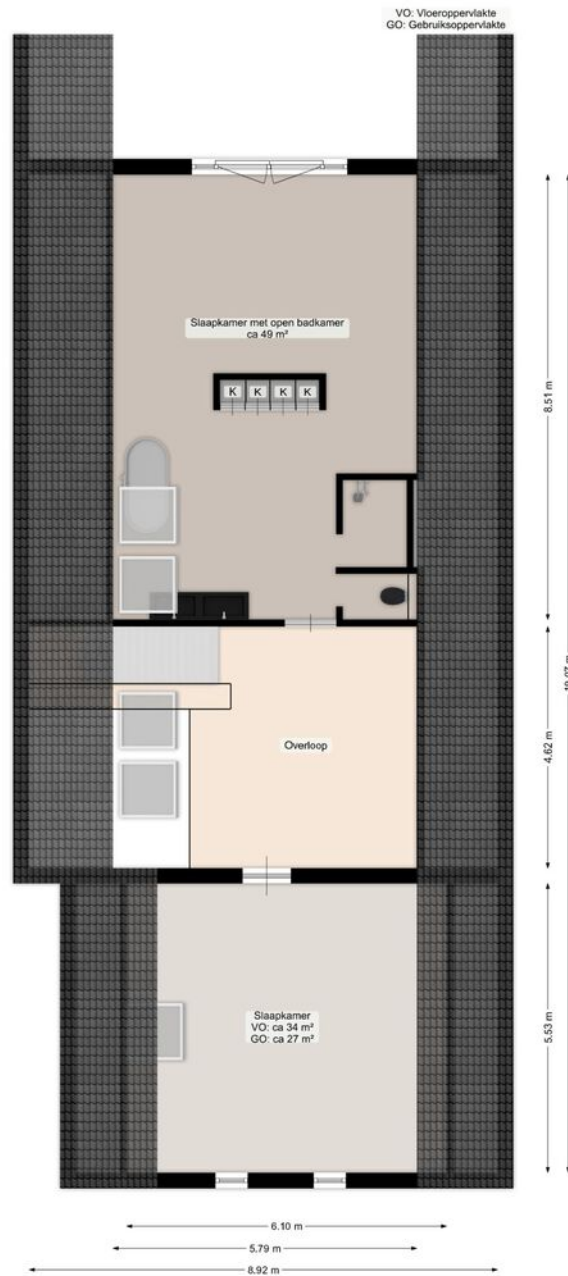 VO: Vloeroppervlakte
GO: Gebruiksoppervlakte
Slaapkamer met open badkamer
ca 49 m²
K K K K
8.51 m
Overloop
4.62 m
Slaapkamer
VO: ca 34 m²
GO: ca 27 m²
5.53 m
6.10 m
5.79 m
8.92 m